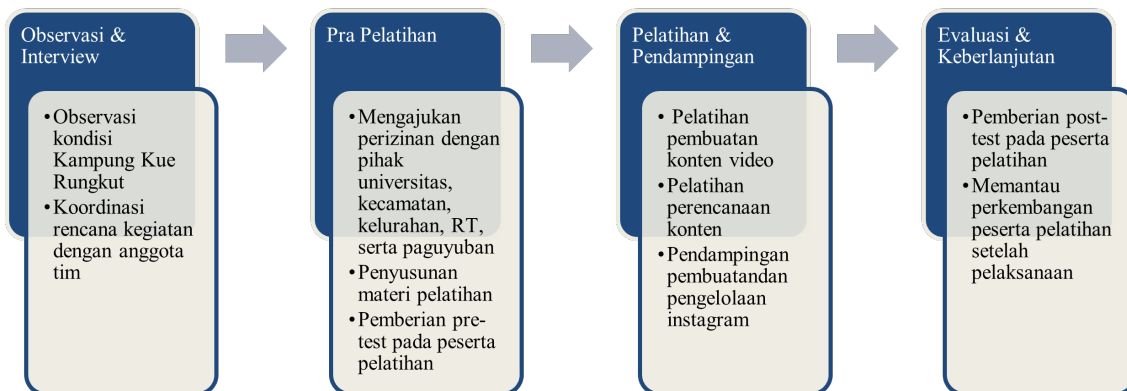 Observasi &
Interview
•Observasi
kondisi
Kampung Kue
Rungkut
•Koordinasi
rencana kegiatan
dengan anggota
tim
Pra Pelatihan
•Mengajukan
perizinan dengan
pihak
universitas,
kecamatan,
kelurahan, RT,
serta paguyuban
•Penyusunan
materi pelatihan
•Pemberian pre-
test pada peserta
pelatihan
Pelatihan &
Pendampingan
• Pelatihan
pembuatan
konten video
•Pelatihan
perencanaan
konten
•Pendampingan
pembuatandan
pengelolaan
instagram
Evaluasi &
Keberlanjutan
•Pemberian post-
test pada peserta
pelatihan
•Memantau
perkembangan
peserta pelatihan
setelah
pelaksanaan